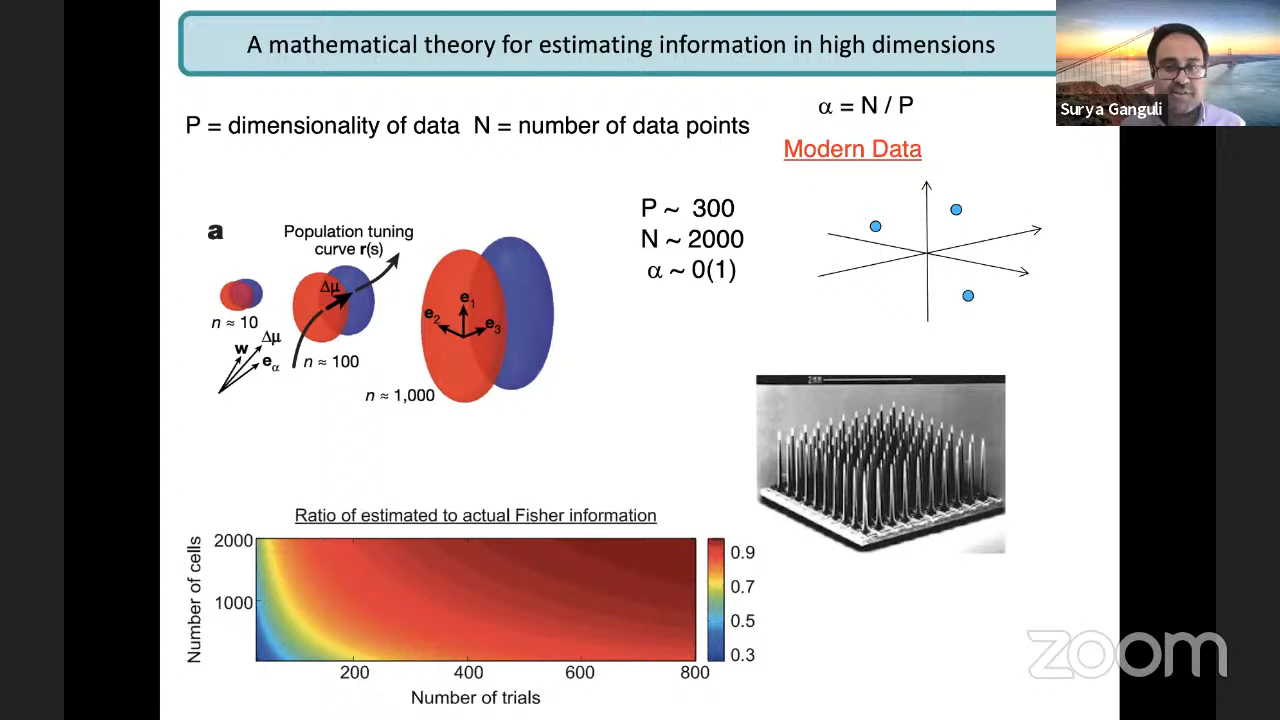 A mathematical theory for estimating information in high dimensions
Surya Ganguli
P = dimensionality of data N = number of data points
α = N / P
Modern Data
P ~ 300
N ~ 2000
α ~ 0(1)
a
Population tuning
curve r(s)
Δμ
n ≈ 10
w
Δμ
eα
n ≈ 100
e1
e2
e3
n ≈ 1,000
2MM
Ratio of estimated to actual Fisher information
Number of cells
2000
1000
200
400
600
800
Number of trials
0.9
0.7
0.5
0.3
zoom